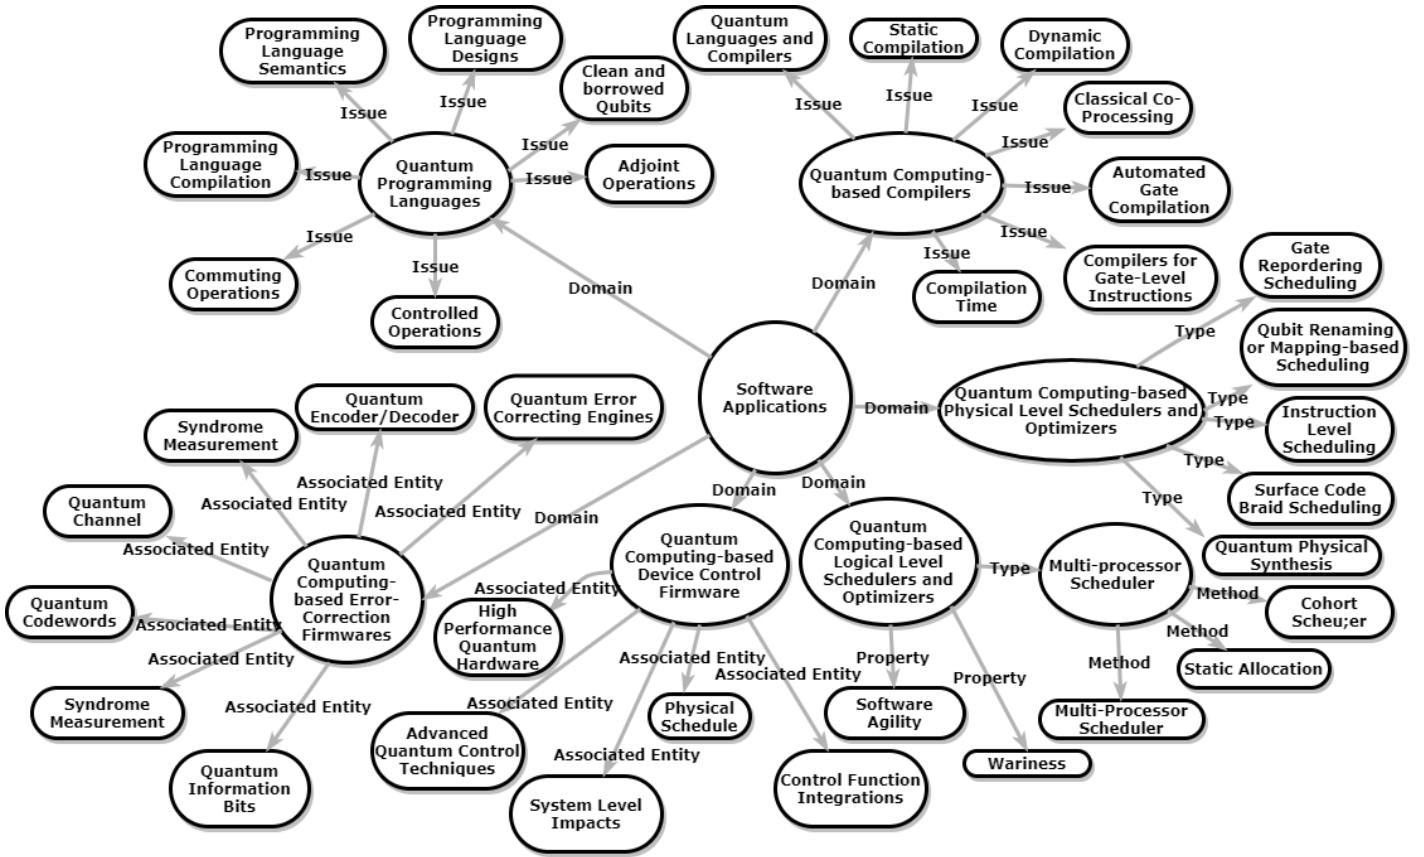 Programming
Language
Semantics
Programming
Language
Designs
Clean and
borrowed
Qubits
Quantum
Languages and
Compilers
Static
Compilation
Dynamic
Compilation
Classical Co-
Processing
Issue
Issue
Issue
Issue
Issue
Issue
Issue
Programming
Language
Compilation
Issue
Quantum
Programming
Languages
Issue
Adjoint
Operations
Quantum Computing-
based Compilers
Issue
Automated
Gate
Compilation
Issue
Issue
Issue
Issue
Commuting
Operations
Controlled
Operations
Domain
Domain
Compilation
Time
Compilers for
Gate-Level
Instructions
Gate
Repordering
Scheduling
Type
Qubit Renaming
or Mapping-based
Scheduling
Software
Applications
Domain
Quantum Computing-based
Physical Level Schedulers and
Optimizers
Type
Type
Instruction
Level
Scheduling
Type
Surface Code
Braid Scheduling
Type
Quantum Physical
Synthesis
Syndrome
Measurement
Quantum
Encoder/Decoder
Quantum Error
Correcting Engines
Associated Entity
Associated Entity
Associated Entity
Domain
Domain
Domain
Quantum
Channel
Associated Entity
Quantum
Computing-
based Error-
Correction
Firmwares
Quantum
Computing-based
Device Control
Firmware
Quantum
Computing-based
Logical Level
Schedulers and
Optimizers
Type
Multi-processor
Scheduler
Method
Cohort
Scheu;er
Method
Static Allocation
Method
Multi-Processor
Scheduler
Quantum
Codewords
Associated Entity
Associated Entity
Syndrome
Measurement
Associated Entity
Quantum
Information
Bits
Associated Entity
High
Performance
Quantum
Hardware
Associated Entity
Associated Entity
Associated Entity
Advanced
Quantum Control
Techniques
Physical
Schedule
Associated Entity
System Level
Impacts
Control Function
Integrations
Property
Software
Agility
Property
Wariness